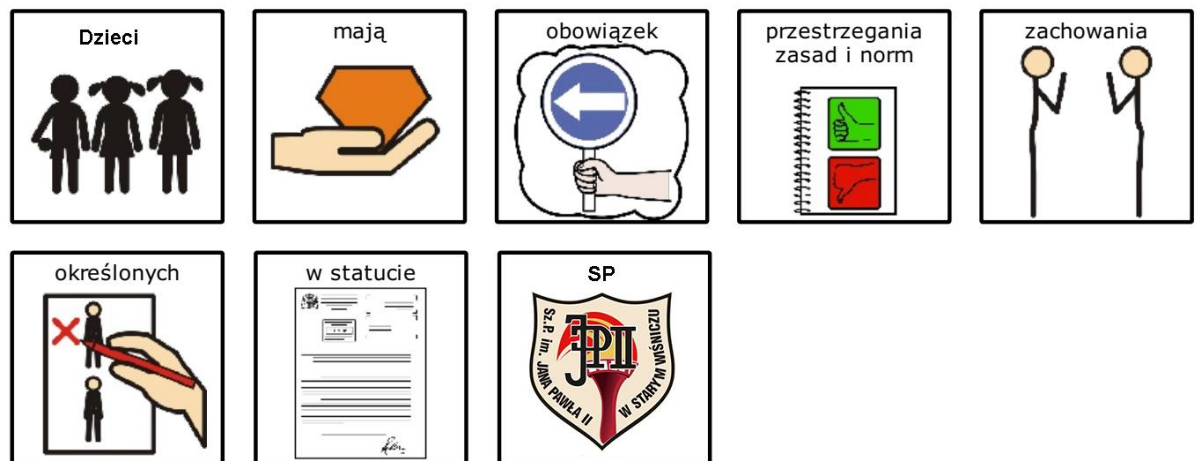 Dzieci
mają
obowiązek
przestrzegania
zasad i norm
zachowania
określonych
w statucie
SP
JPII
Sz.P. im. JANA PAWŁA II W STARYM WIŚNICZU